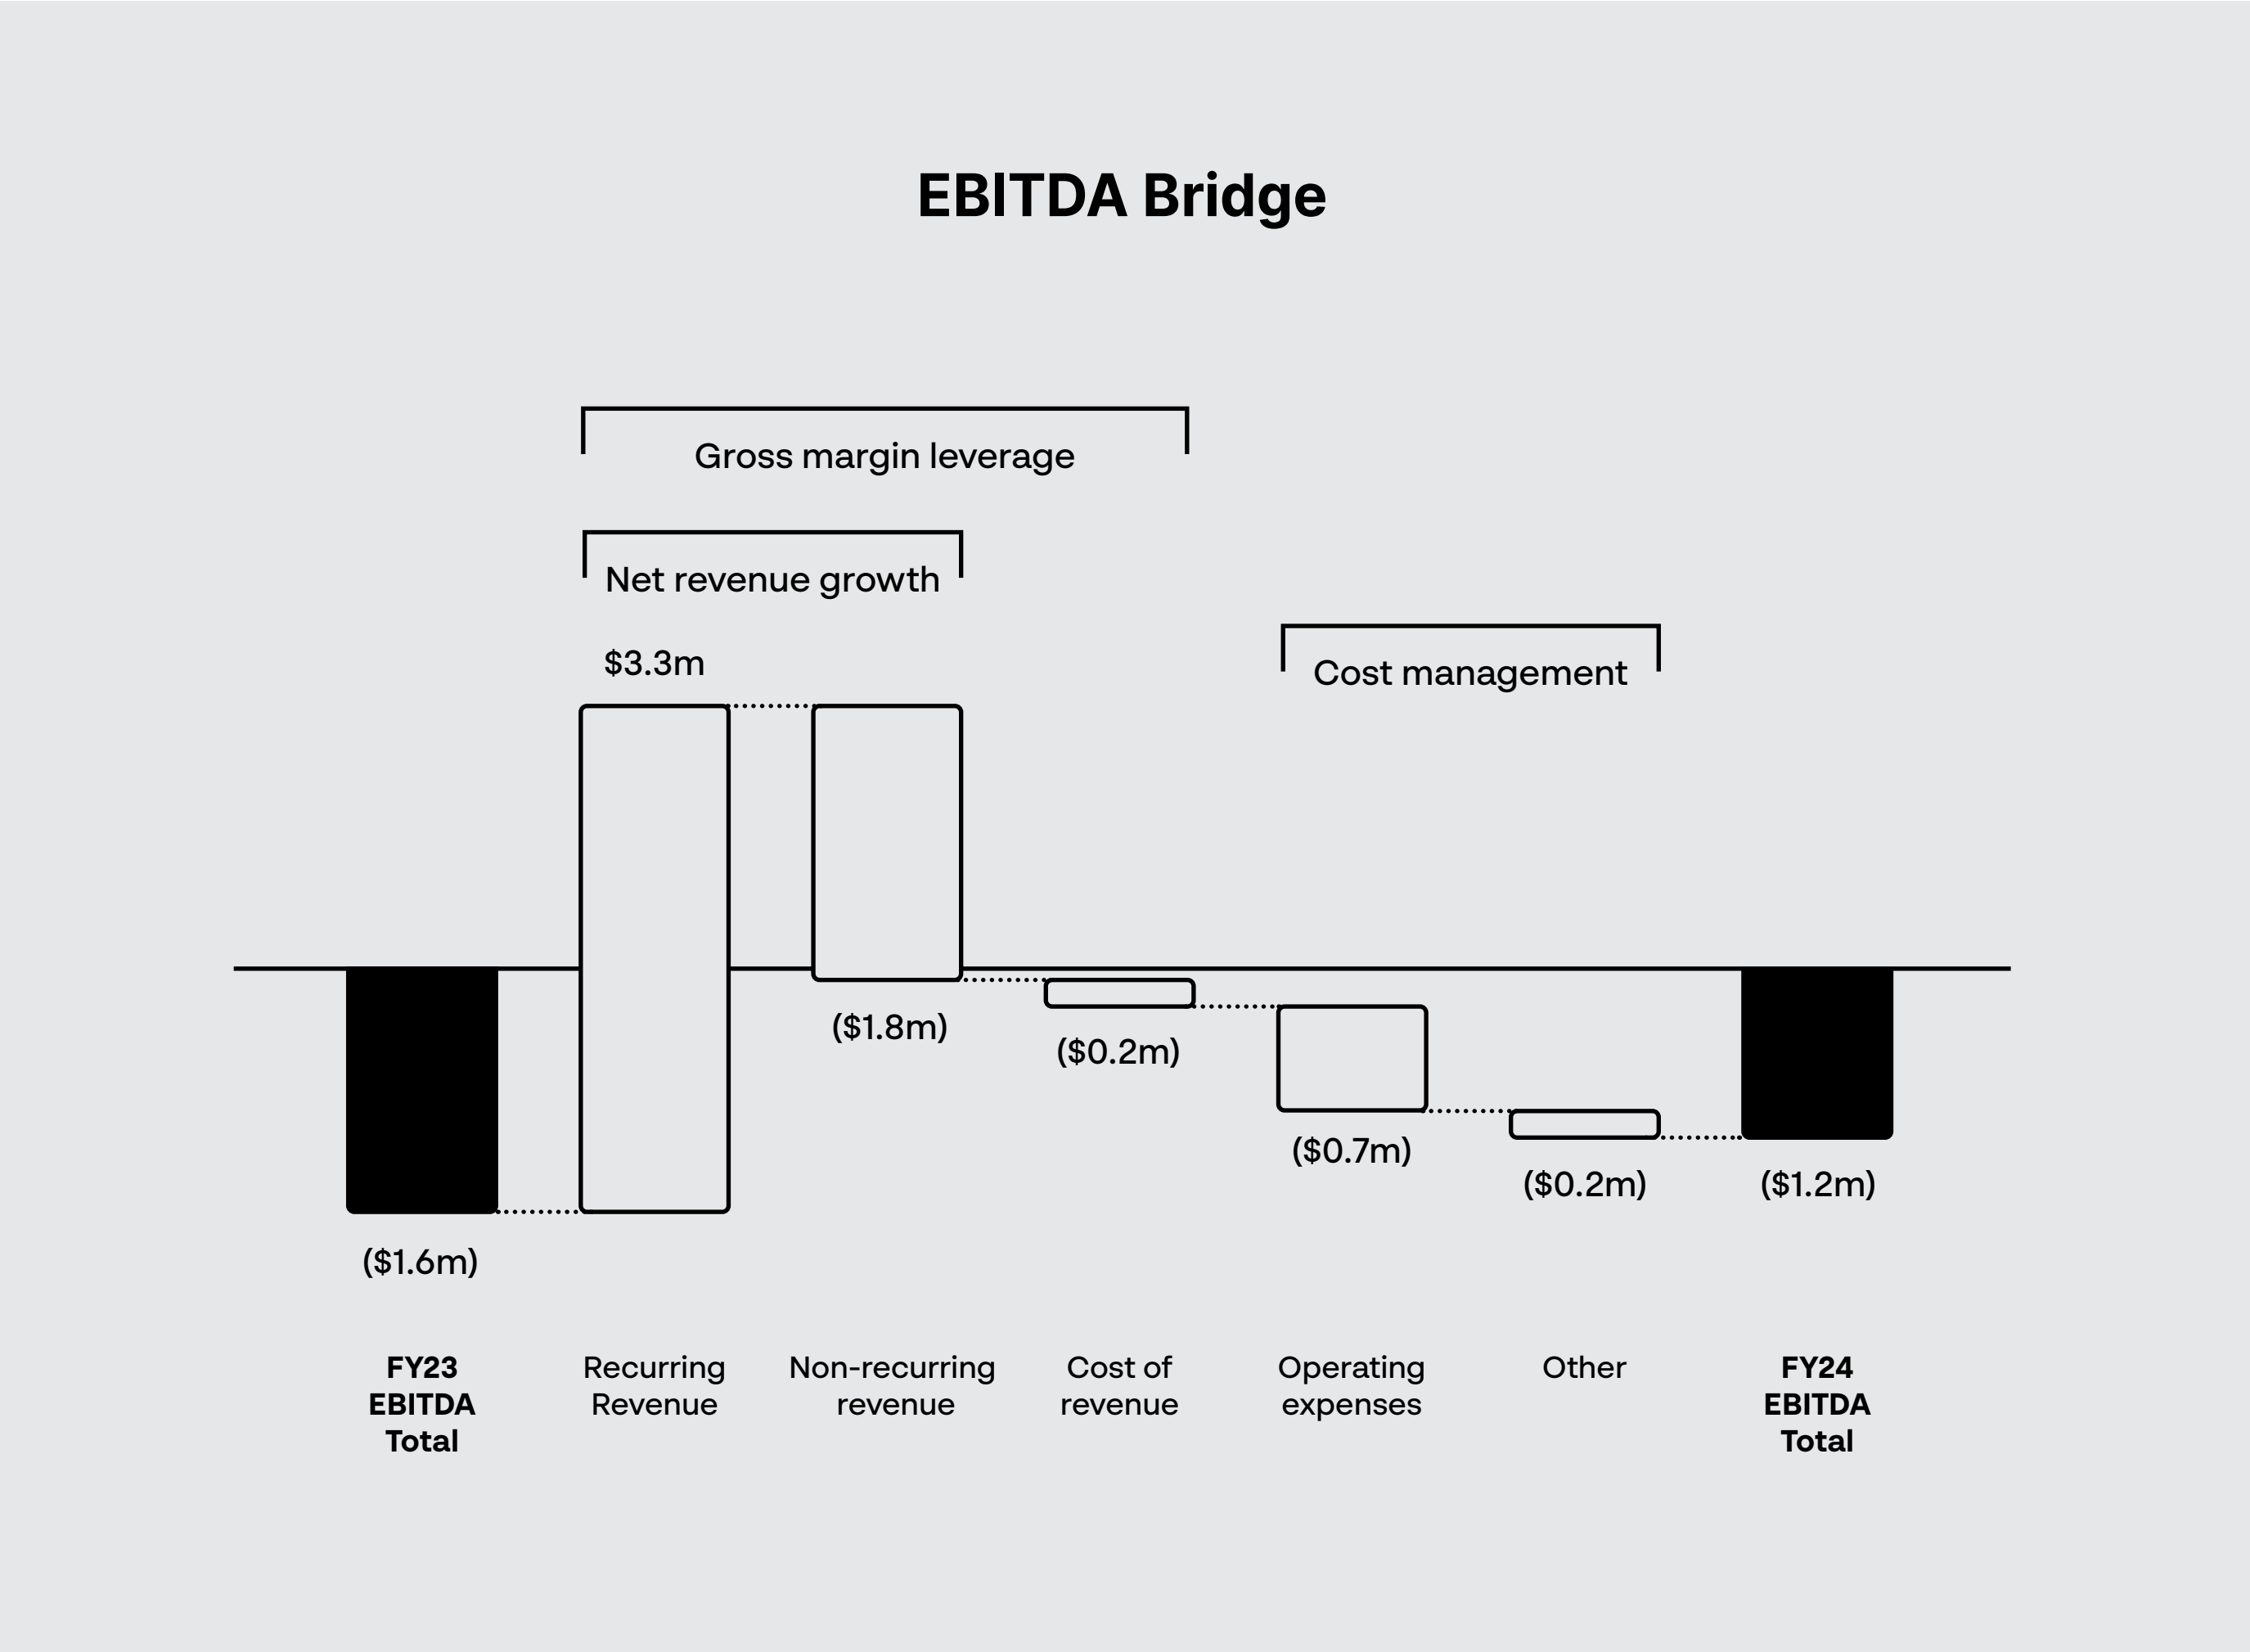 EBITDA Bridge
Gross margin leverage
Net revenue growth
$3.3m
Cost management
($1.8m)
($0.2m)
($0.7m)
($0.2m)
($1.2m)
($1.6m)
FY23
EBITDA
Total
Recurring
Revenue
Non-recurring
revenue
Cost of
revenue
Operating
expenses
Other
FY24
EBITDA
Total